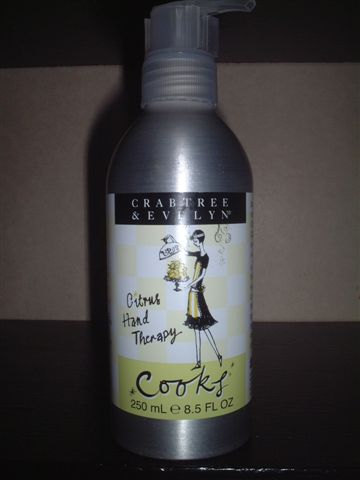 CRABTREE
& EVELYN®
Citrus
Hand
Therapy
Cooks
250 mL e 8.5 FL OZ